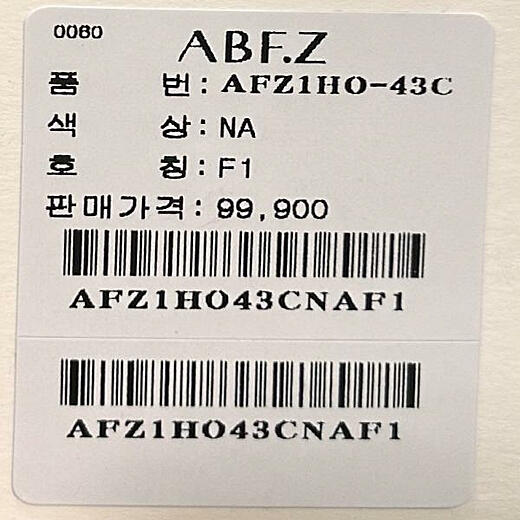 0060
ABF.Z
품 번 : AFZ1HO-43C
색 상 : NA
호 칭 : F1
판매가격 : 99,900
AFZ1HO43CNAF1
AFZ1HO43CNAF1